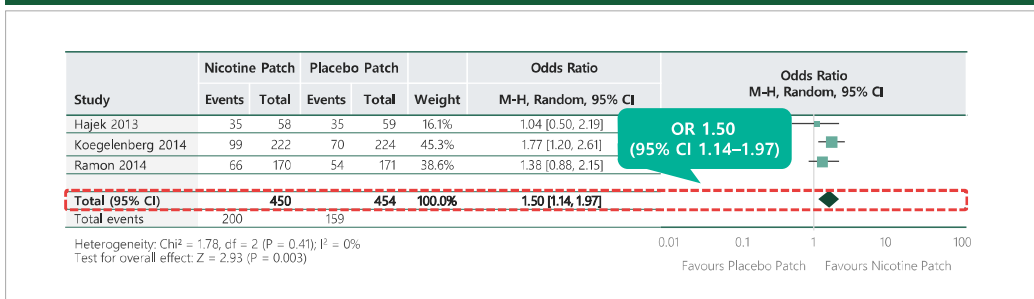 Nicotine Patch Placebo Patch Odds Ratio Odds Ratio
M-H, Random, 95% CI
Study Events Total Events Total Weight M-H, Random, 95% CI
Hajek 2013 35 58 35 59 16.1% 1.04 [0.50, 2.19]
Koegelenberg 2014 99 222 70 224 45.3% 1.77 [1.20, 2.61]
Ramon 2014 66 170 54 171 38.6% 1.38 [0.88, 2.15]
OR 1.50
(95% CI 1.14–1.97)
Total (95% CI) 450 454 100.0% 1.50 [1.14, 1.97]
Total events 200 159
Heterogeneity: Chi² = 1.78, df = 2 (P = 0.41); I² = 0%
Test for overall effect: Z = 2.93 (P = 0.003)
0.01 0.1 1 10 100
Favours Placebo Patch Favours Nicotine Patch